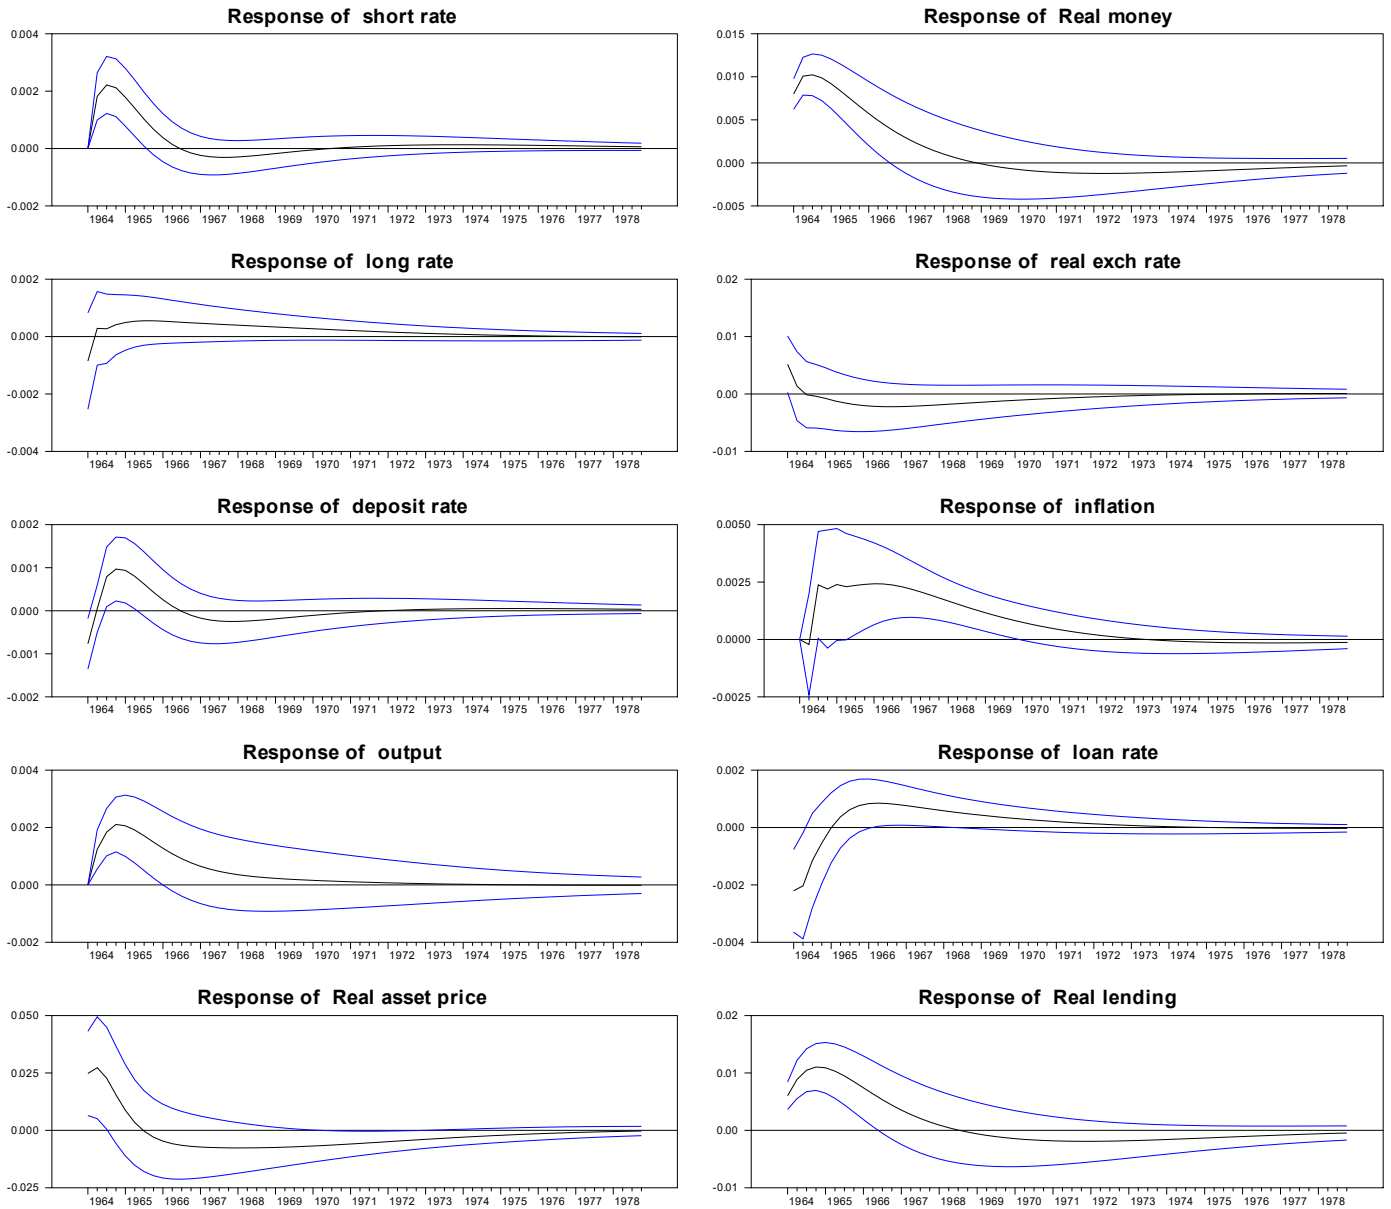 Response of  short rate
0.004
0.002
0.000
-0.002
1964 1965 1966 1967 1968 1969 1970 1971 1972 1973 1974 1975 1976 1977 1978
Response of  Real money
0.015
0.010
0.005
0.000
-0.005
1964 1965 1966 1967 1968 1969 1970 1971 1972 1973 1974 1975 1976 1977 1978
Response of  long rate
0.002
0.000
-0.002
-0.004
1964 1965 1966 1967 1968 1969 1970 1971 1972 1973 1974 1975 1976 1977 1978
Response of  real exch rate
0.02
0.01
0.00
-0.01
1964 1965 1966 1967 1968 1969 1970 1971 1972 1973 1974 1975 1976 1977 1978
Response of  deposit rate
0.002
0.001
0.000
-0.001
-0.002
1964 1965 1966 1967 1968 1969 1970 1971 1972 1973 1974 1975 1976 1977 1978
Response of  inflation
0.0050
0.0025
0.0000
-0.0025
1964 1965 1966 1967 1968 1969 1970 1971 1972 1973 1974 1975 1976 1977 1978
Response of  output
0.004
0.002
0.000
-0.002
1964 1965 1966 1967 1968 1969 1970 1971 1972 1973 1974 1975 1976 1977 1978
Response of  loan rate
0.002
0.000
-0.002
-0.004
1964 1965 1966 1967 1968 1969 1970 1971 1972 1973 1974 1975 1976 1977 1978
Response of  Real asset price
0.050
0.025
0.000
-0.025
1964 1965 1966 1967 1968 1969 1970 1971 1972 1973 1974 1975 1976 1977 1978
Response of  Real lending
0.02
0.01
0.00
-0.01
1964 1965 1966 1967 1968 1969 1970 1971 1972 1973 1974 1975 1976 1977 1978